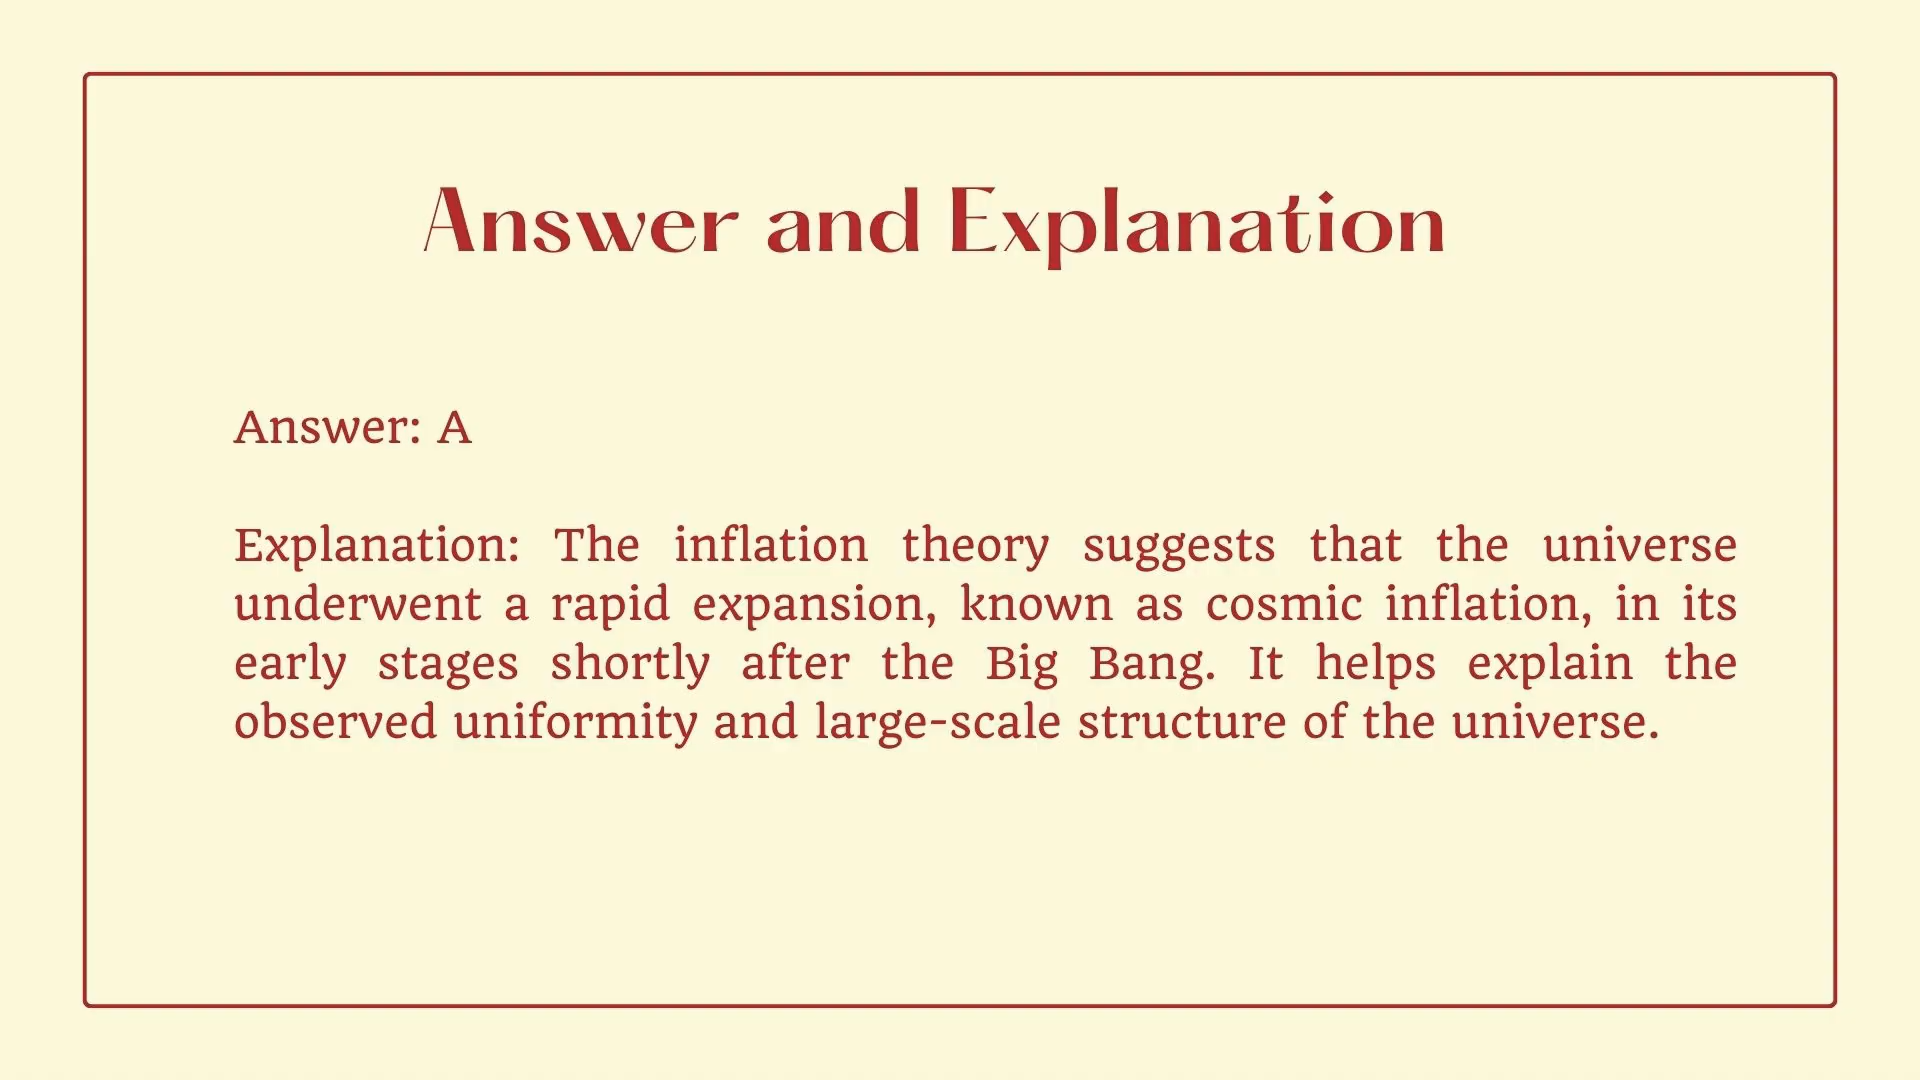 Answer and Explanation
Answer: A
Explanation: The inflation theory suggests that the universe
underwent a rapid expansion, known as cosmic inflation, in its
early stages shortly after the Big Bang. It helps explain the
observed uniformity and large-scale structure of the universe.